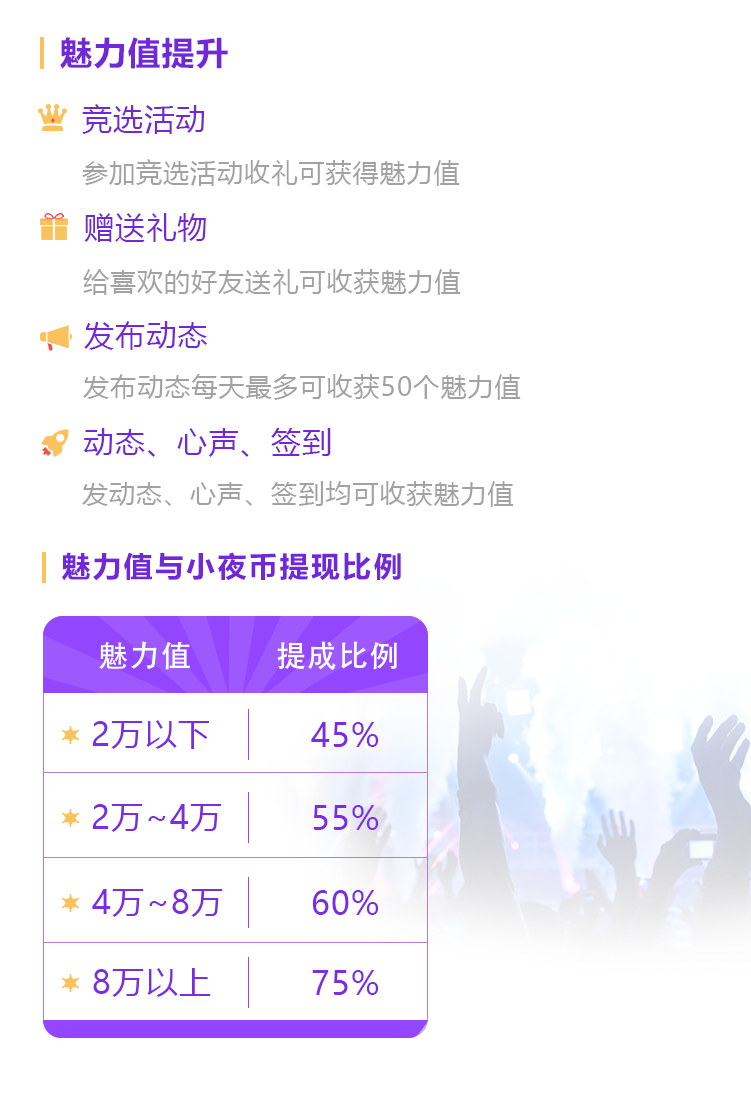 魅力值提升
竞选活动
参加竞选活动收礼可获得魅力值
赠送礼物
给喜欢的好友送礼可收获魅力值
发布动态
发布动态每天最多可收获50个魅力值
动态、心声、签到
发动态、心声、签到均可收获魅力值
魅力值与小夜币提现比例
魅力值 提成比例
2万以下 45%
2万~4万 55%
4万~8万 60%
8万以上 75%